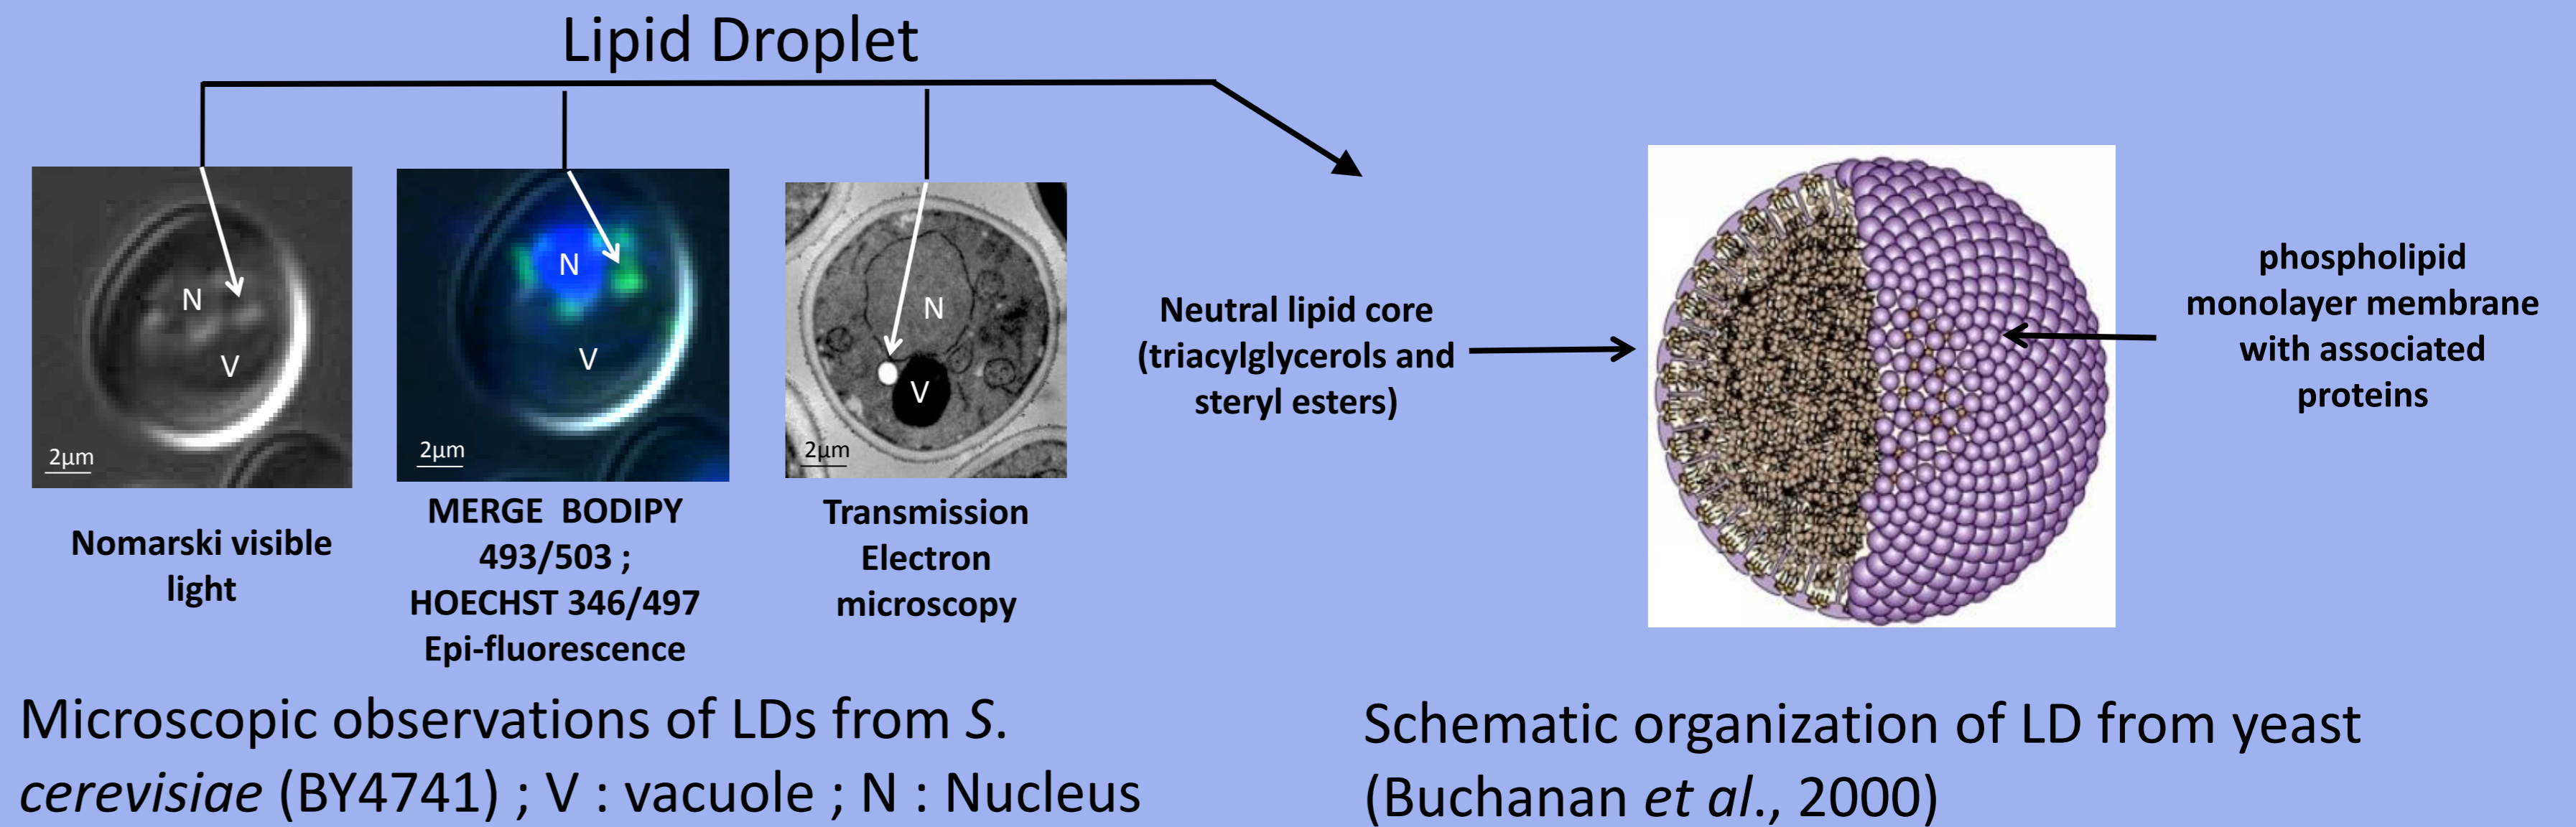 Lipid Droplet
N
V
2µm
Nomarski visible
light
N
V
2µm
MERGE BODIPY
493/503 ;
HOECHST 346/497
Epi-fluorescence
N
V
2µm
Transmission
Electron
microscopy
Neutral lipid core
(triacylglycerols and
steryl esters)
phospholipid
monolayer membrane
with associated
proteins
Microscopic observations of LDs from S.
cerevisiae (BY4741) ; V : vacuole ; N : Nucleus
Schematic organization of LD from yeast
(Buchanan et al., 2000)